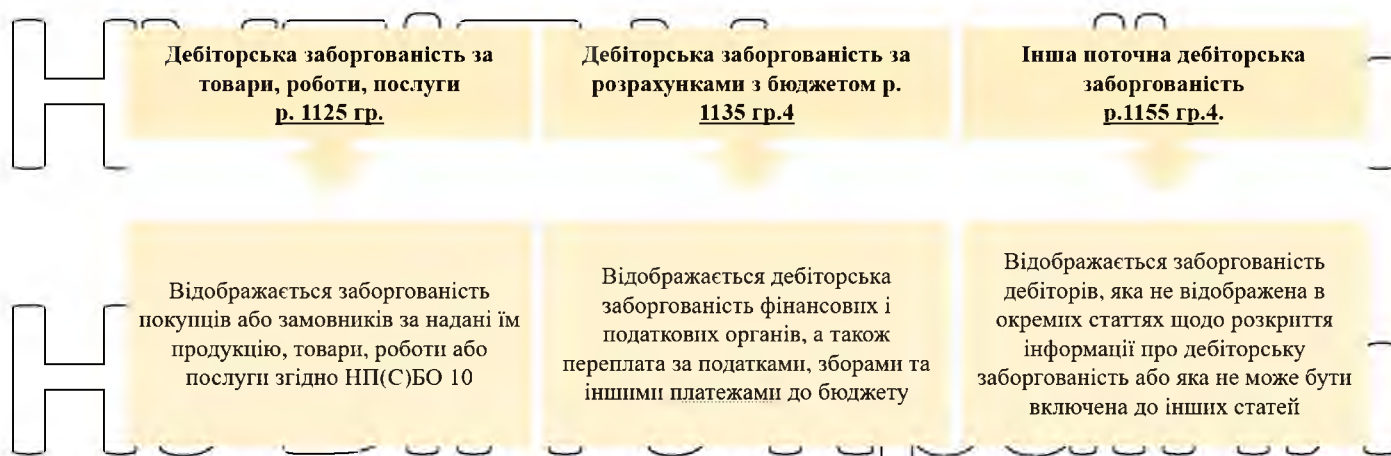 Дебіторська заборгованість за
товари, роботи, послуги
р. 1125 гр.
Дебіторська заборгованість за
розрахунками з бюджетом р.
1135 гр.4
Інша поточна дебіторська
заборгованість
р.1155 гр.4.
Відображається заборгованість
покупців або замовників за надані їм
продукцію, товари, роботи або
послуги згідно НП(С)БО 10
Відображається дебіторська
заборгованість фінансових і
податкових органів, а також
переплата за податками, зборами та
іншими платежами до бюджету
Відображається заборгованість
дебіторів, яка не відображена в
окремих статтях щодо розкриття
інформації про дебіторську
заборгованість або яка не може бути
включена до інших статей